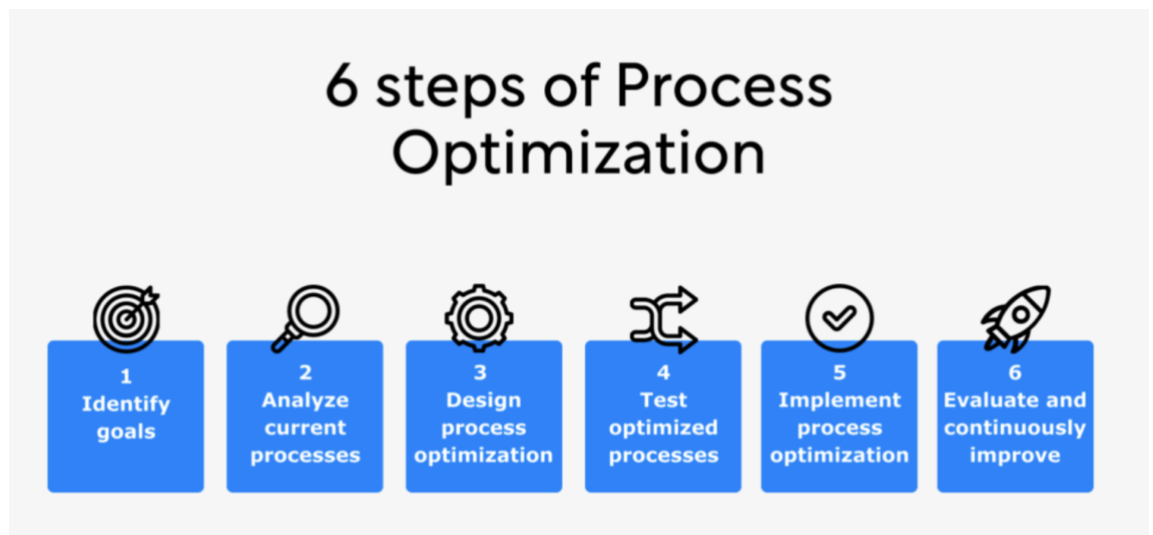 6 steps of Process
Optimization
1
Identify
goals
2
Analyze
current
processes
3
Design
process
optimization
4
Test
optimized
processes
5
Implement
process
optimization
6
Evaluate and
continuously
improve